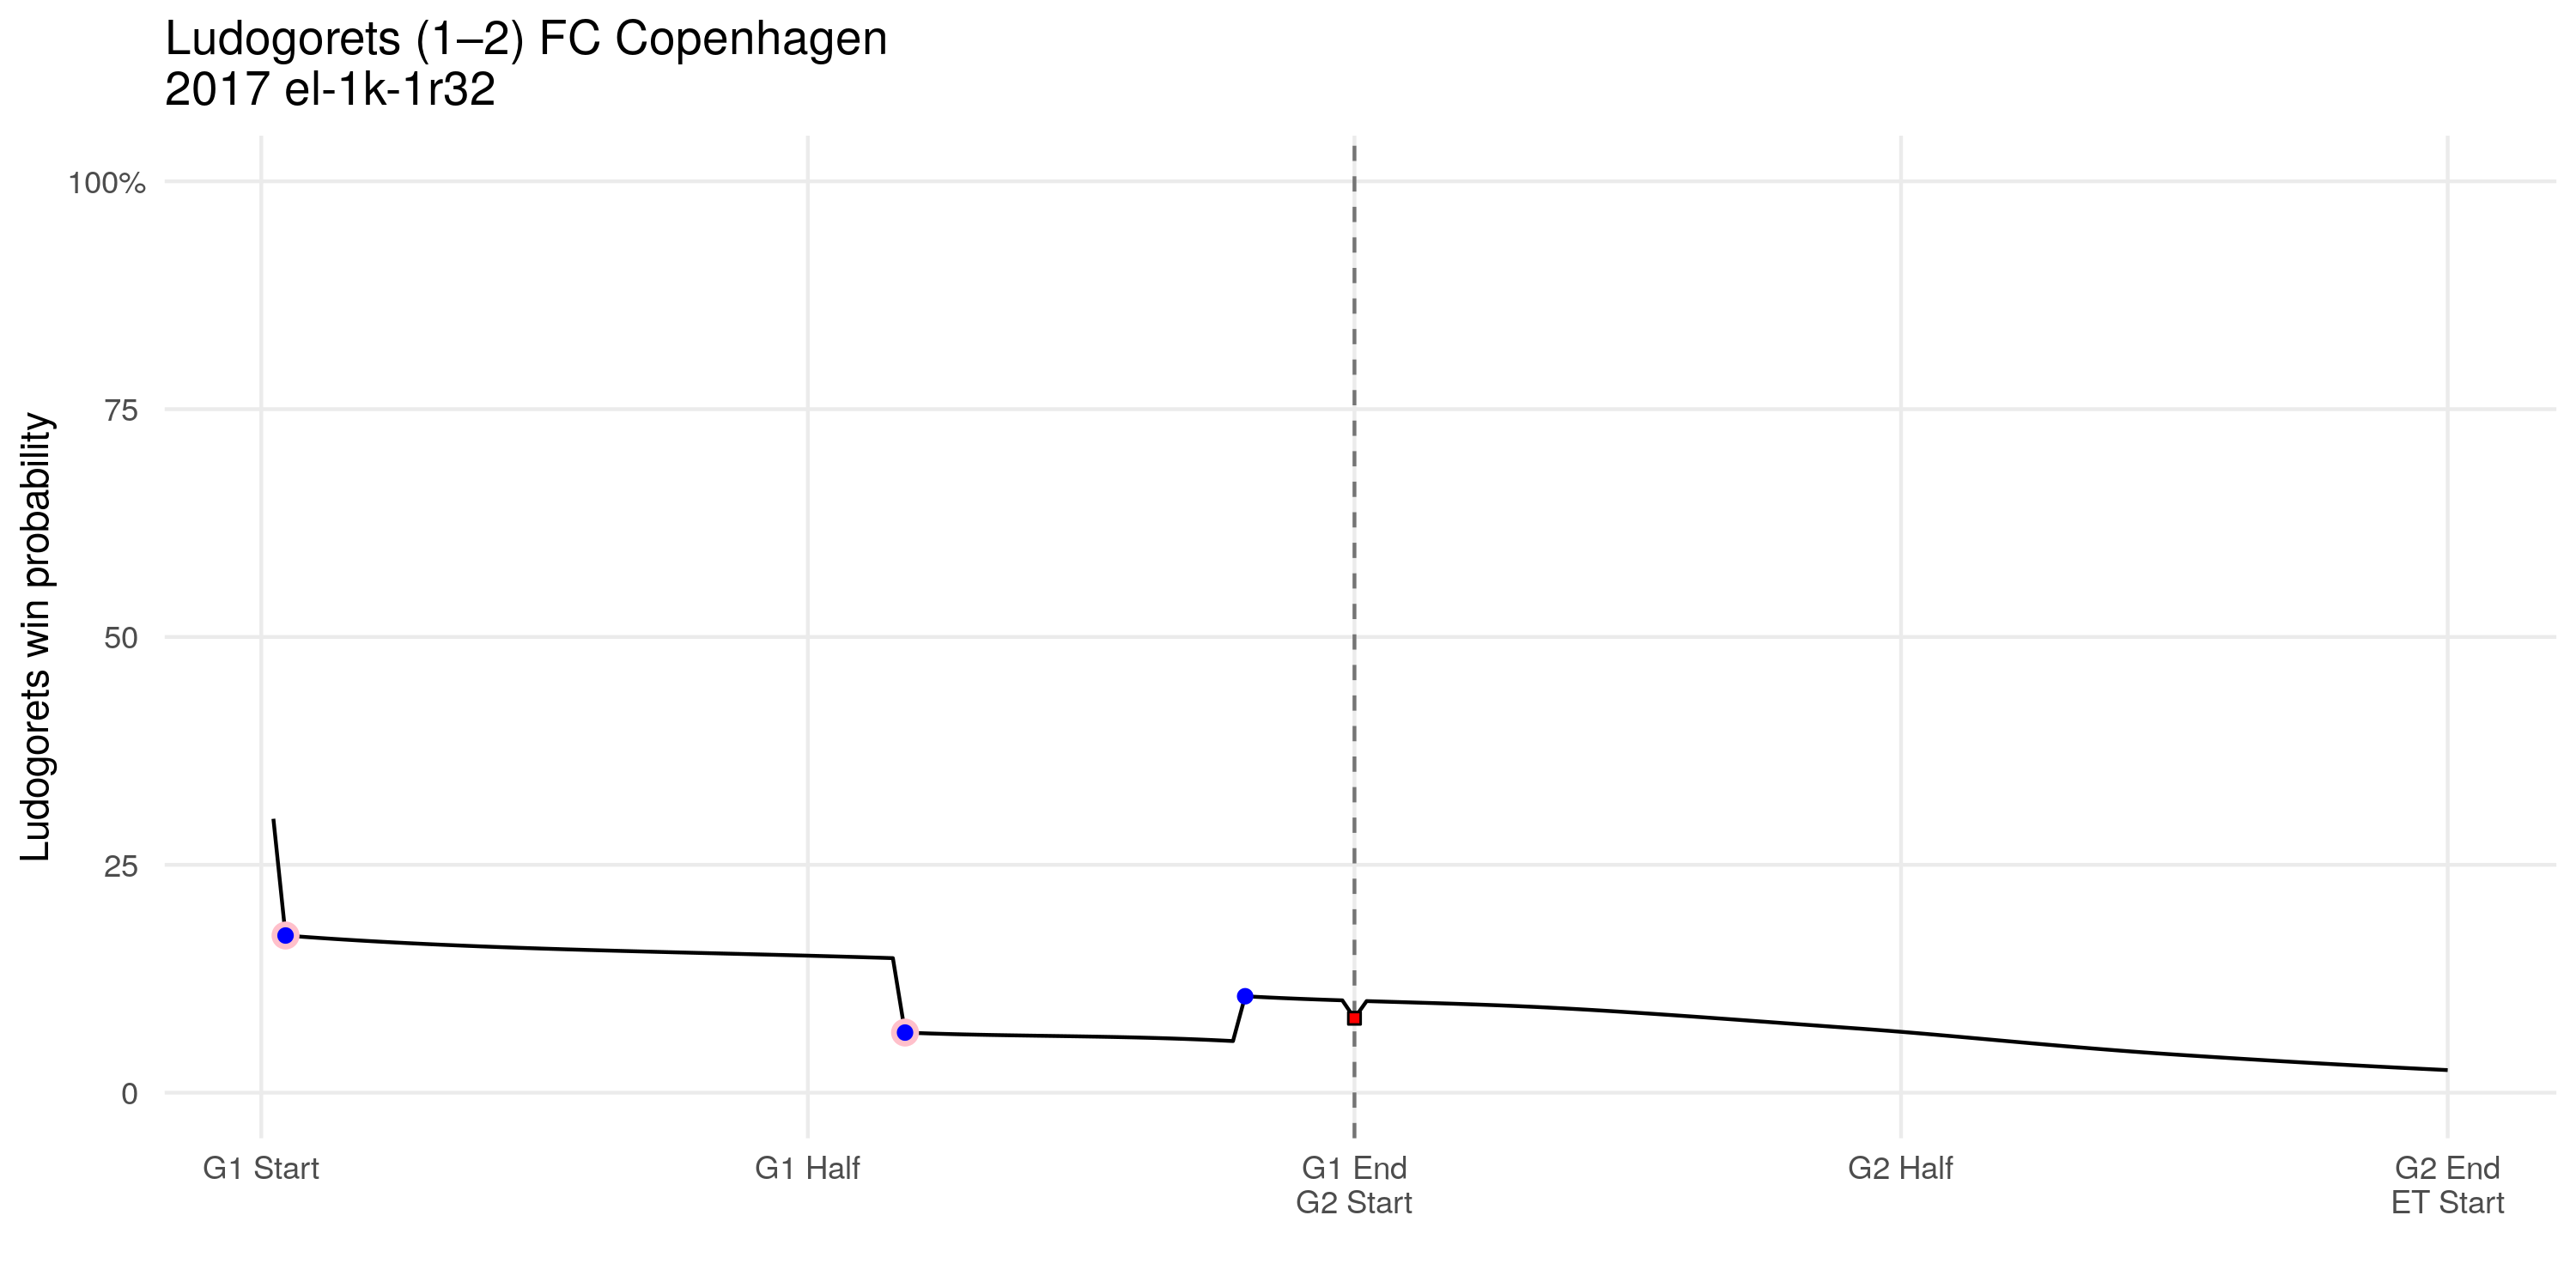 Ludogorets (1–2) FC Copenhagen
2017 el-1k-1r32
Ludogorets win probability
100%
75
50
25
0
G1 Start
G1 Half
G1 End
G2 Start
G2 Half
G2 End
ET Start